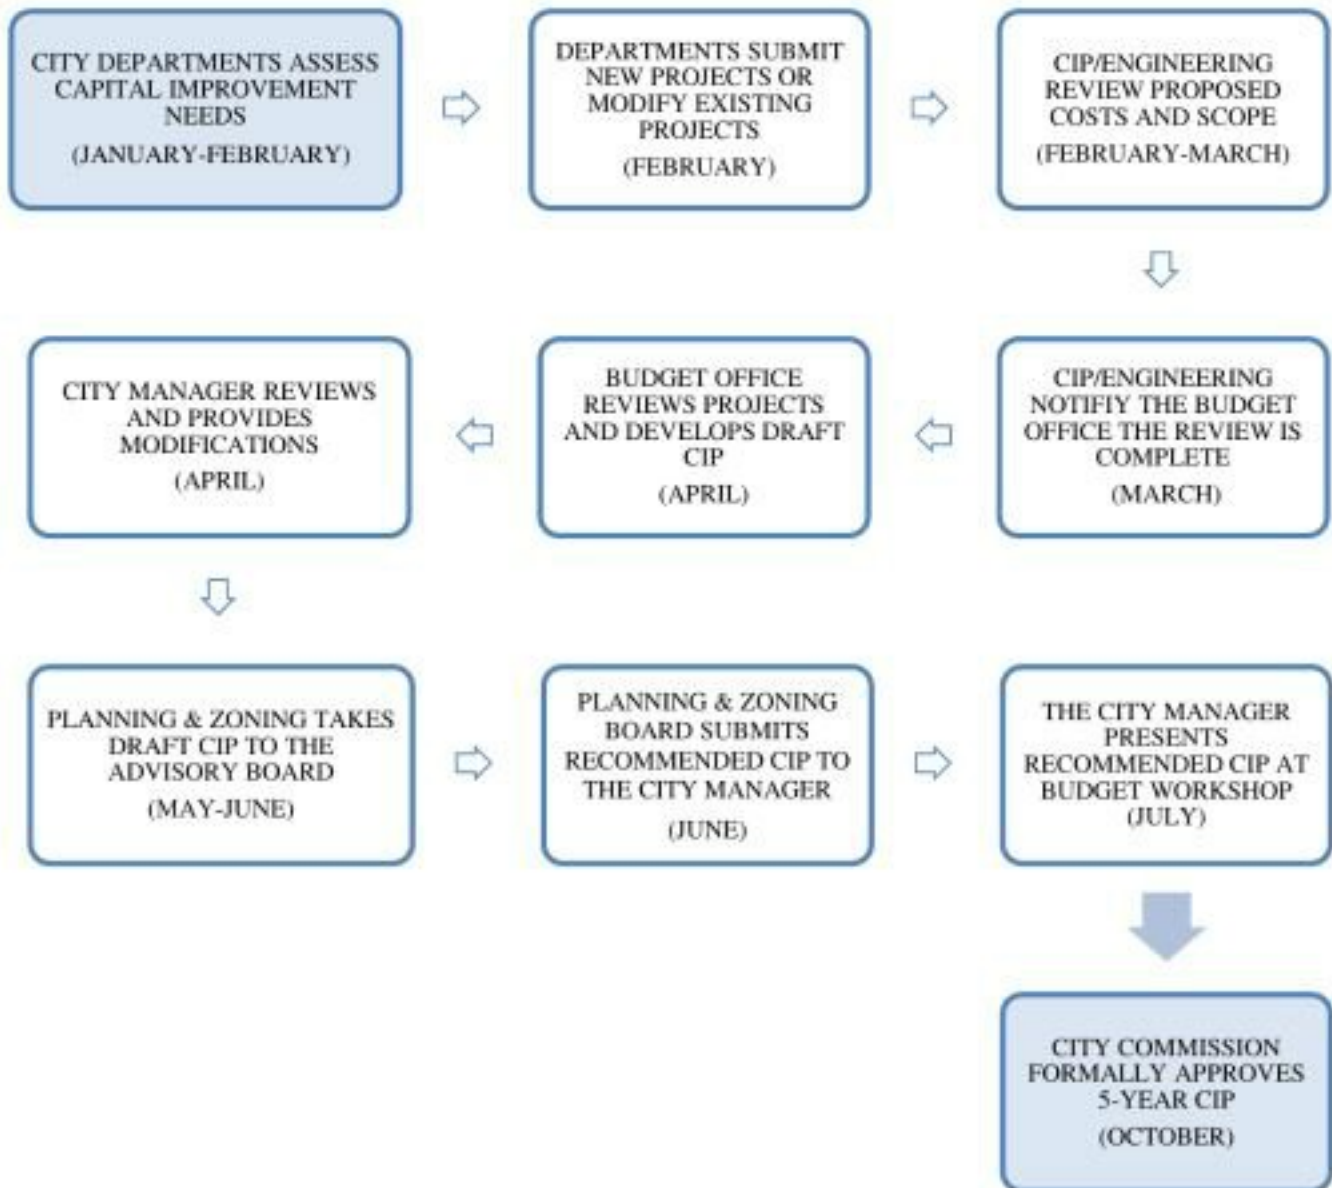 CITY DEPARTMENTS ASSESS
CAPITAL IMPROVEMENT
NEEDS
(JANUARY-FEBRUARY)
DEPARTMENTS SUBMIT
NEW PROJECTS OR
MODIFY EXISTING
PROJECTS
(FEBRUARY)
CIP/ENGINEERING
REVIEW PROPOSED
COSTS AND SCOPE
(FEBRUARY-MARCH)
CIP/ENGINEERING
NOTIFIY THE BUDGET
OFFICE THE REVIEW IS
COMPLETE
(MARCH)
BUDGET OFFICE
REVIEWS PROJECTS
AND DEVELOPS DRAFT
CIP
(APRIL)
CITY MANAGER REVIEWS
AND PROVIDES
MODIFICATIONS
(APRIL)
PLANNING & ZONING TAKES
DRAFT CIP TO THE
ADVISORY BOARD
(MAY-JUNE)
PLANNING & ZONING
BOARD SUBMITS
RECOMMENDED CIP TO
THE CITY MANAGER
(JUNE)
THE CITY MANAGER
PRESENTS
RECOMMENDED CIP AT
BUDGET WORKSHOP
(JULY)
CITY COMMISSION
FORMALLY APPROVES
5-YEAR CIP
(OCTOBER)